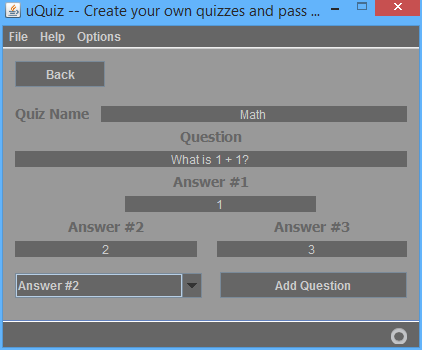 uQuiz -- Create your own quizzes and pass ...
File Help Options
Back
Quiz Name Math
Question
What is 1 + 1?
Answer #1
1
Answer #2 Answer #3
2 3
Answer #2 Add Question